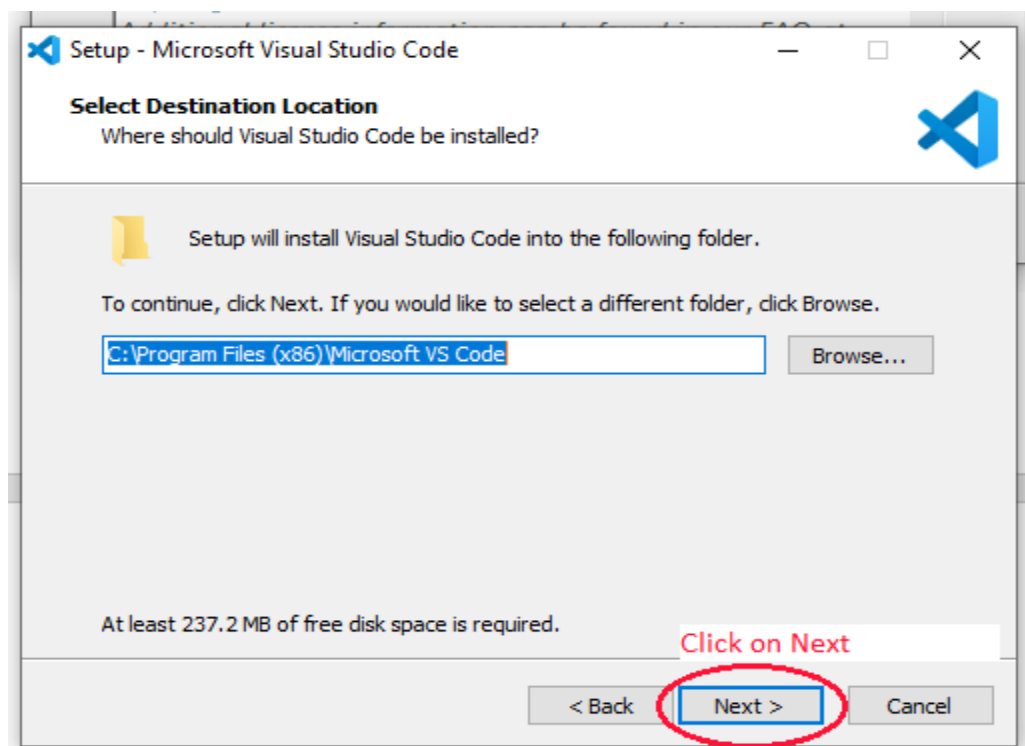 Setup - Microsoft Visual Studio Code
Select Destination Location
Where should Visual Studio Code be installed?
Setup will install Visual Studio Code into the following folder.
To continue, click Next. If you would like to select a different folder, click Browse.
C:\Program Files (x86)\Microsoft VS Code
Browse...
At least 237.2 MB of free disk space is required.
Click on Next
< Back
Next >
Cancel